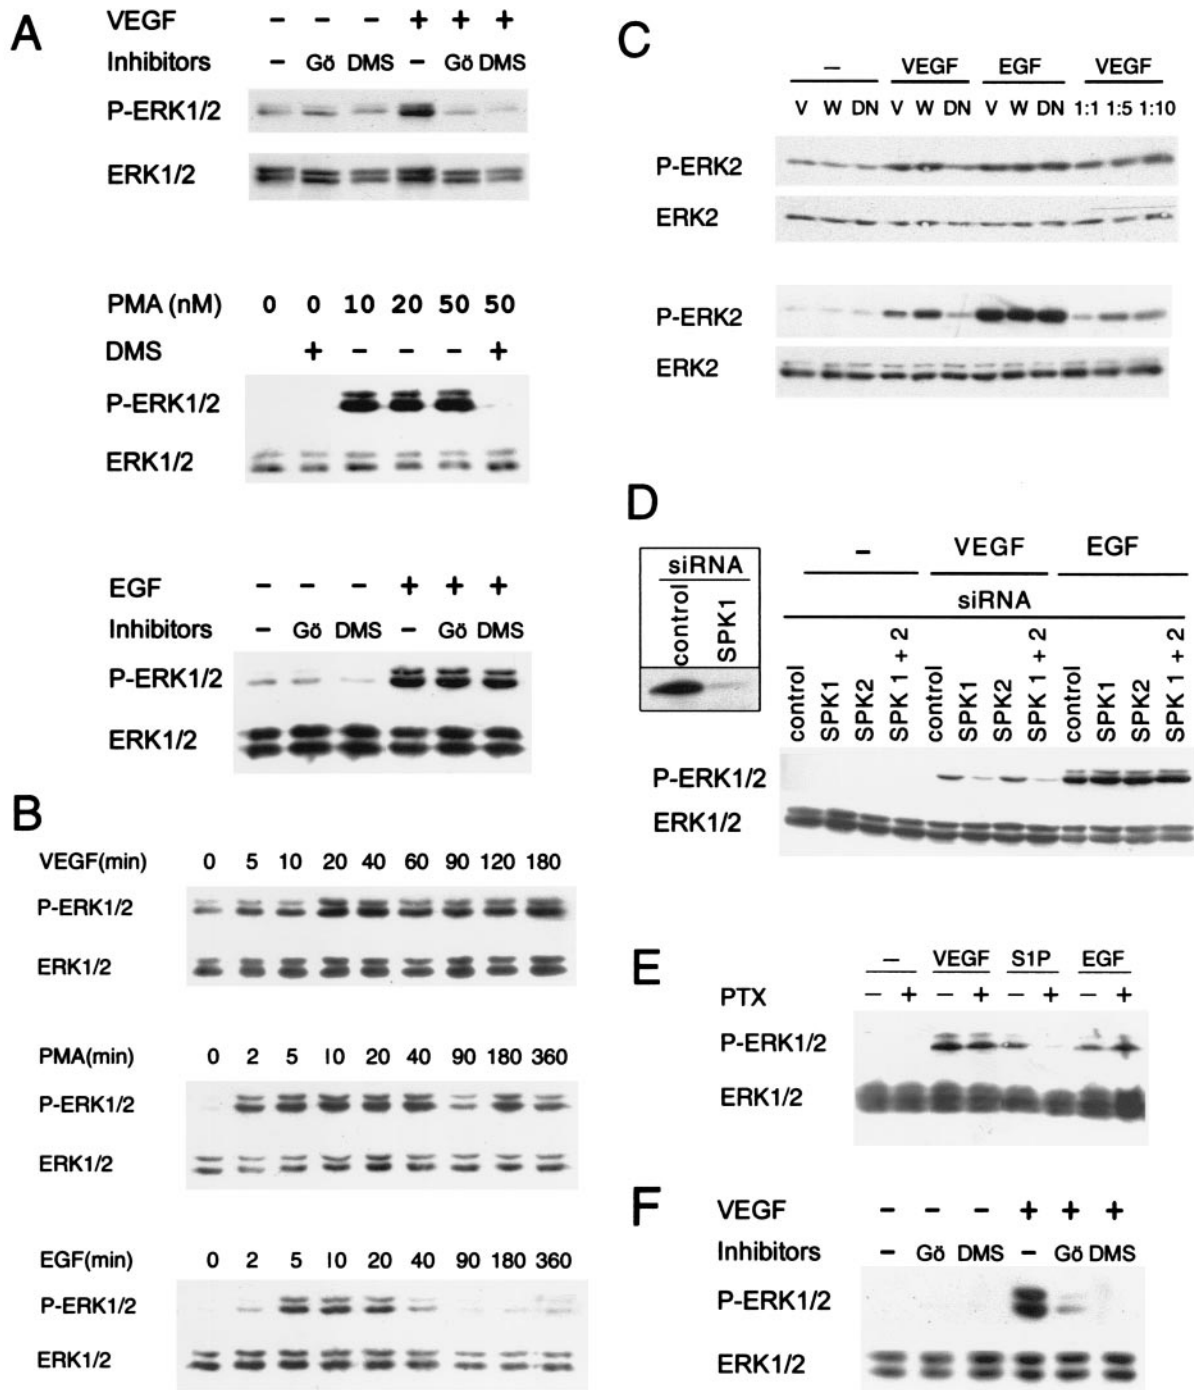 A
VEGF - - - + + +
Inhibitors - Gö DMS - Gö DMS
P-ERK1/2
ERK1/2
PMA (nM) 0 0 10 20 50 50
DMS + - - - +
P-ERK1/2
ERK1/2
EGF - - - + + +
Inhibitors - Gö DMS - Gö DMS
P-ERK1/2
ERK1/2
B
VEGF(min) 0 5 10 20 40 60 90 120 180
P-ERK1/2
ERK1/2
PMA(min) 0 2 5 10 20 40 90 180 360
P-ERK1/2
ERK1/2
EGF(min) 0 2 5 10 20 40 90 180 360
P-ERK1/2
ERK1/2
C
- VEGF EGF VEGF
V W DN V W DN V W DN 1:1 1:5 1:10
P-ERK2
ERK2
P-ERK2
ERK2
D
siRNA
control SPK1
- VEGF EGF
siRNA
control SPK1 SPK2 SPK 1 + 2 control SPK1 SPK2 SPK 1 + 2 control SPK1 SPK2 SPK 1 + 2
P-ERK1/2
ERK1/2
E
- VEGF S1P EGF
PTX - + - + - + - +
P-ERK1/2
ERK1/2
F
VEGF - - - + + +
Inhibitors - Gö DMS - Gö DMS
P-ERK1/2
ERK1/2